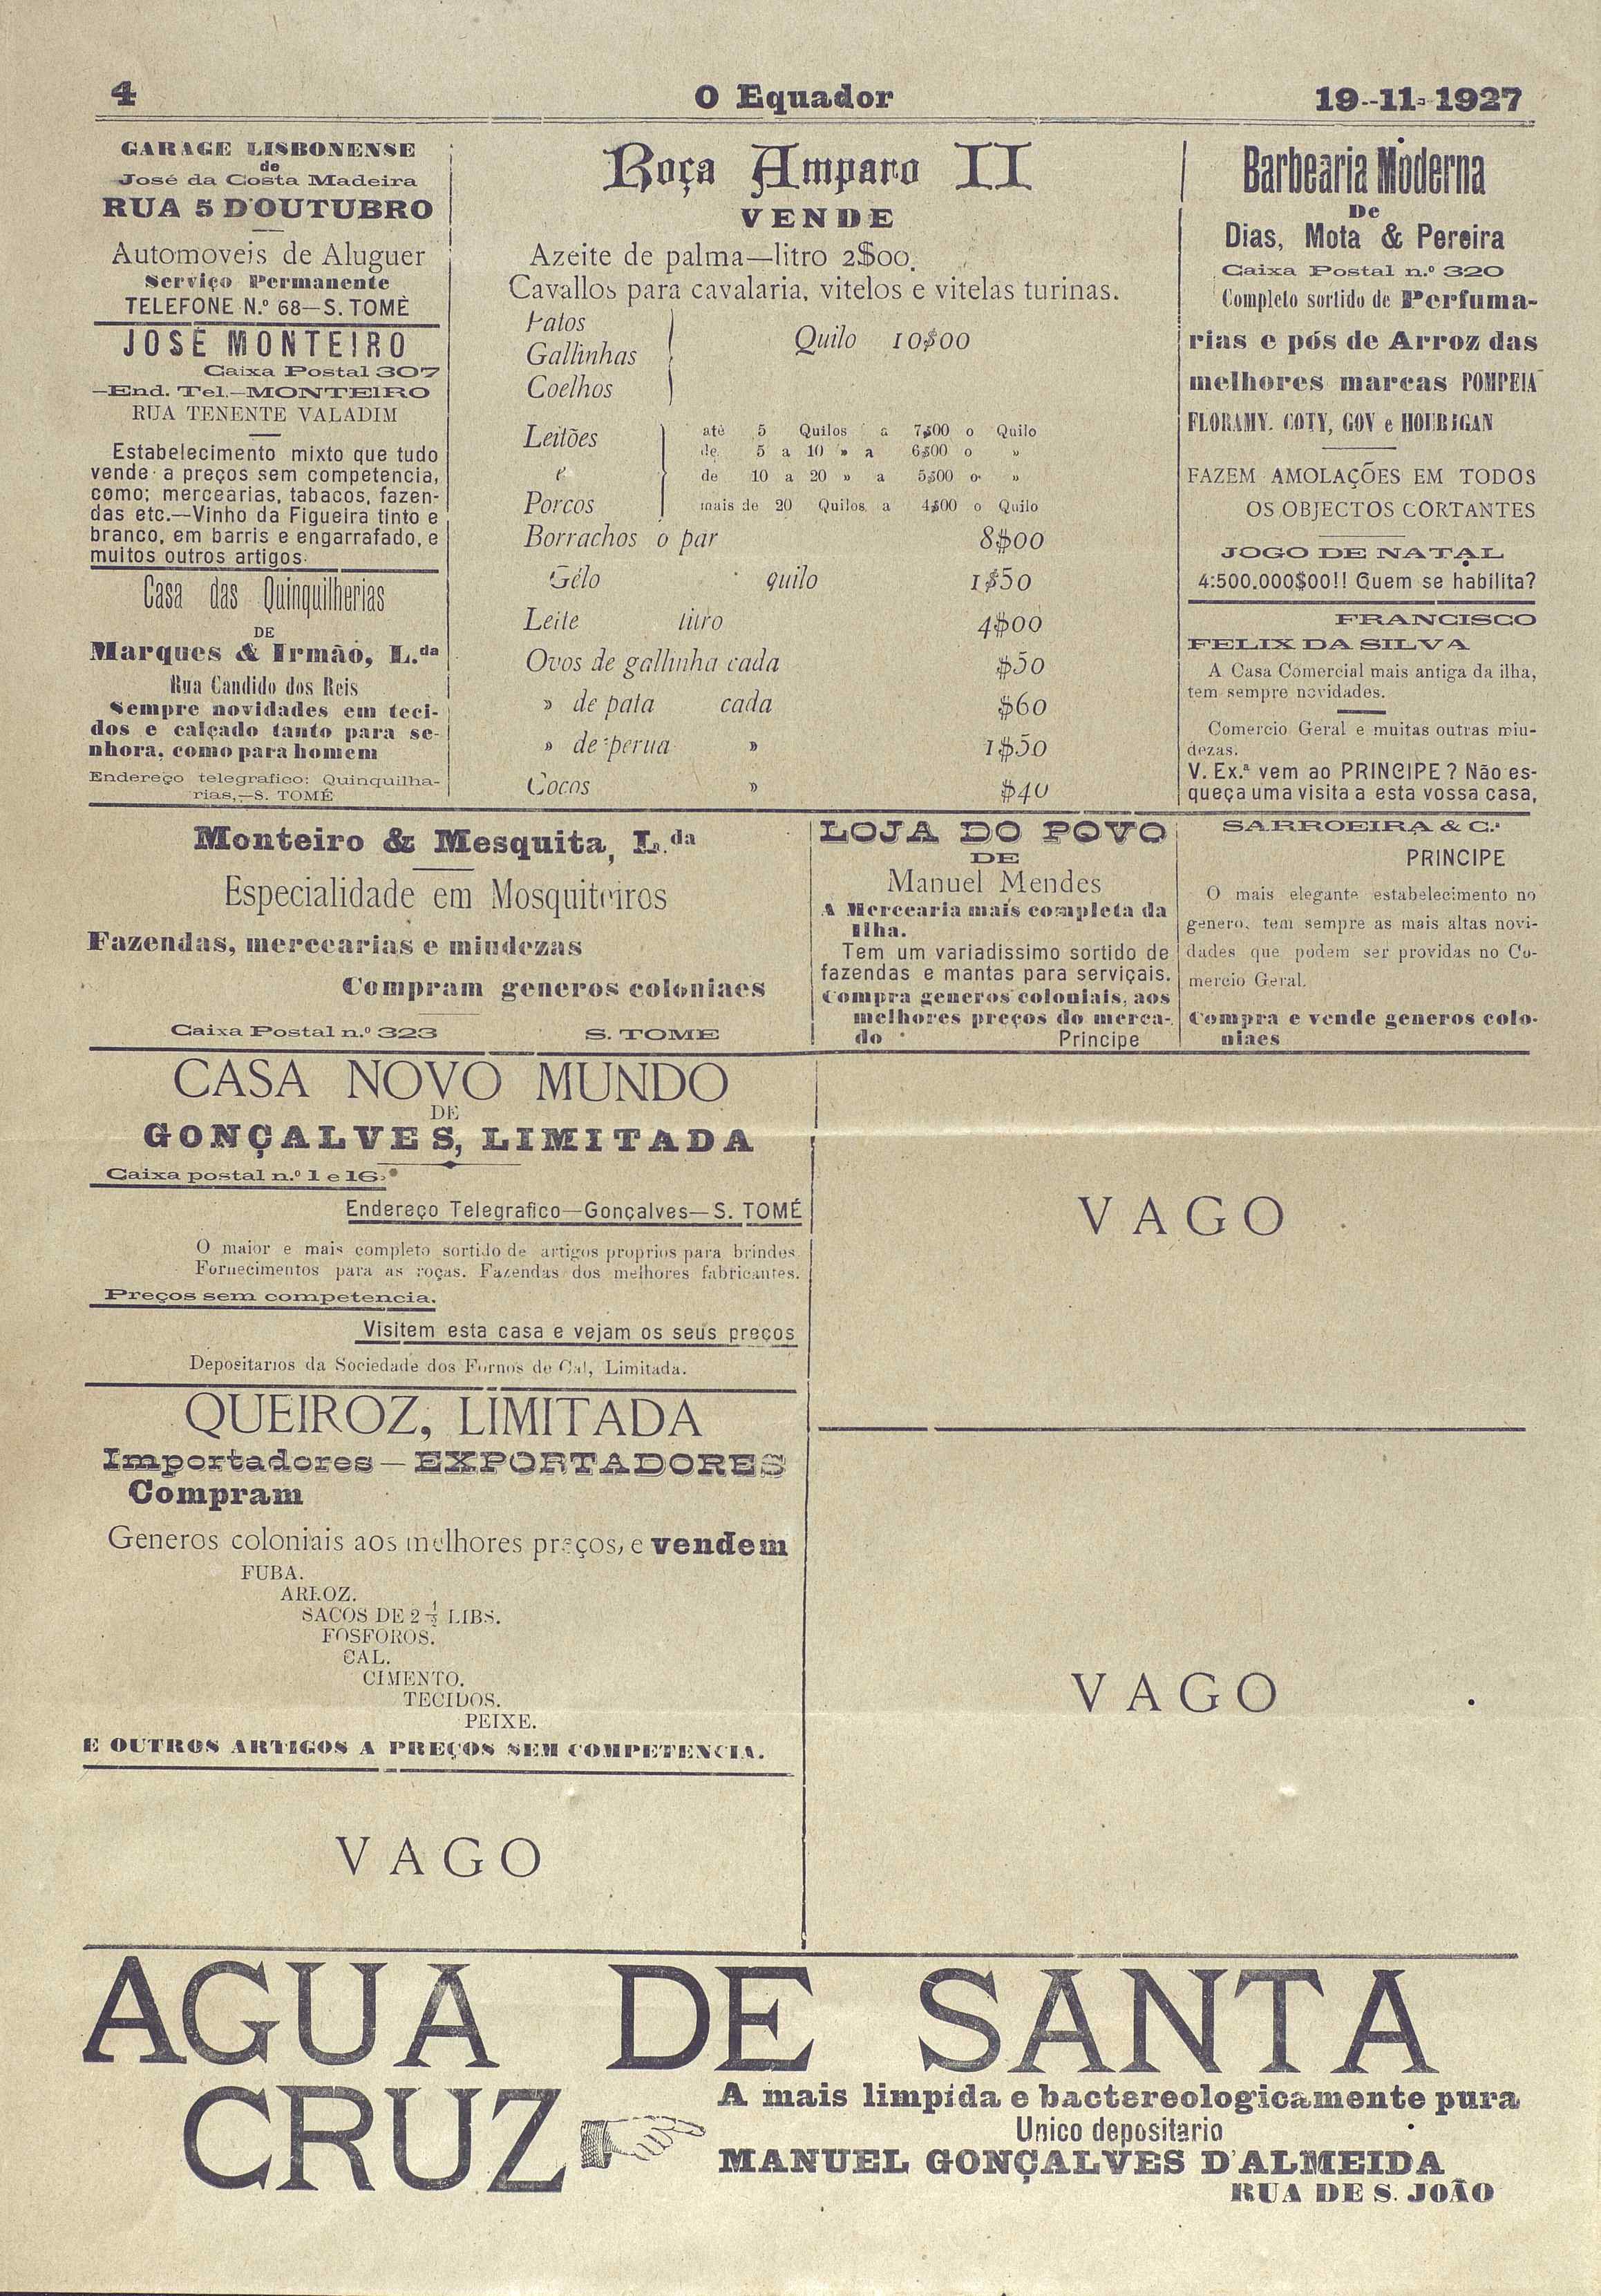 4
O Equador
19--11-1927
GARAGE LISBONENSE
de
José da Costa Madeira
RUA 5 D'OUTUBRO
Automoveis de Aluguer
Serviço Permanente
TELEFONE N.º 68—S. TOMÉ
JOSÉ MONTEIRO
Caixa Postal 307
—End. Tel.—MONTEIRO
RUA TENENTE VALADIM
Estabelecimento mixto que tudo
vende a preços sem competencia,
como; mercearias, tabacos, fazen-
das etc.—Vinho da Figueira tinto e
branco, em barris e engarrafado, e
muitos outros artigos.
Casa das Quinquilherias
DE
Marques & Irmão, L.da
Rua Candido dos Reis
Sempre novidades em teci-
dos e calçado tanto para se-
nhora, como para homem
Endereço telegrafico: Quinquilha-
rias,—S. TOMÉ
Roça Amparo II
VENDE
Azeite de palma—litro 2$00.
Cavallos para cavalaria, vitelos e vitelas turinas.
Patos
Gallinhas Quilo 10$00
Coelhos
Leitões até 5 Quilos a 7$00 o Quilo
de 5 a 10 » a 6$00 o »
e de 10 a 20 » a 5$00 o »
Porcos mais de 20 Quilos a 4$00 o Quilo
Borrachos o par 8$00
Gêlo quilo 1$50
Leite litro 4$00
Ovos de gallinha cada $50
» de pata cada $60
» de perua » 1$50
Cocos » $40
Barbearia Moderna
De
Dias, Mota & Pereira
Caixa Postal n.º 320
Completo sortido de Perfuma-
rias e pós de Arroz das
melhores marcas POMPEIA
FLORAMY. COTY, GOY e HOUBIGAN
FAZEM AMOLAÇÕES EM TODOS
OS OBJECTOS CORTANTES
JOGO DE NATAL
4:500.000$00!! Quem se habilita?
FRANCISCO
FELIX DA SILVA
A Casa Comercial mais antiga da ilha,
tem sempre novidades.
Comercio Geral e muitas outras miu-
dezas.
V. Ex.ª vem ao PRINCIPE? Não es-
queça uma visita a esta vossa casa,
Monteiro & Mesquita, L.da
Especialidade em Mosquiteiros
Fazendas, mercearias e miudezas
Compram generos coloniaes
Caixa Postal n.º 323 S. TOME
LOJA DO POVO
DE
Manuel Mendes
A Mercearia mais completa da
Ilha.
Tem um variadissimo sortido de
fazendas e mantas para serviçais.
Compra generos coloniais, aos
melhores preços do merca-
do Principe
SARROEIRA & C.ª
PRINCIPE
O mais elegante estabelecimento no
genero, tem sempre as mais altas novi-
dades que podem ser providas no Co-
mercio Geral.
Compra e vende generos colo-
niaes
CASA NOVO MUNDO
DE
GONÇALVES, LIMITADA
Caixa postal n.º 1 e 16.
Endereço Telegrafico—Gonçalves—S. TOMÉ
O maior e mais completo sortido de artigos proprios para brindes
Fornecimentos para as roças. Fazendas dos melhores fabricantes.
Preços sem competencia.
Visitem esta casa e vejam os seus preços
Depositarios da Sociedade dos Fornos de Cal, Limitada.
QUEIROZ, LIMITADA
Importadores—EXPORTADORES
Compram
Generos coloniais aos melhores preços, e vendem
FUBA.
ARROZ.
SACOS DE 2 ½ LIBS.
FOSFOROS.
CAL.
CIMENTO.
TECIDOS.
PEIXE.
E OUTROS ARTIGOS A PREÇOS SEM COMPETENCIA.
VAGO
VAGO
VAGO
AGUA DE SANTA
CRUZ
A mais limpida e bactereologicamente pura
Unico depositario
MANUEL GONÇALVES D'ALMEIDA
RUA DE S. JOÃO